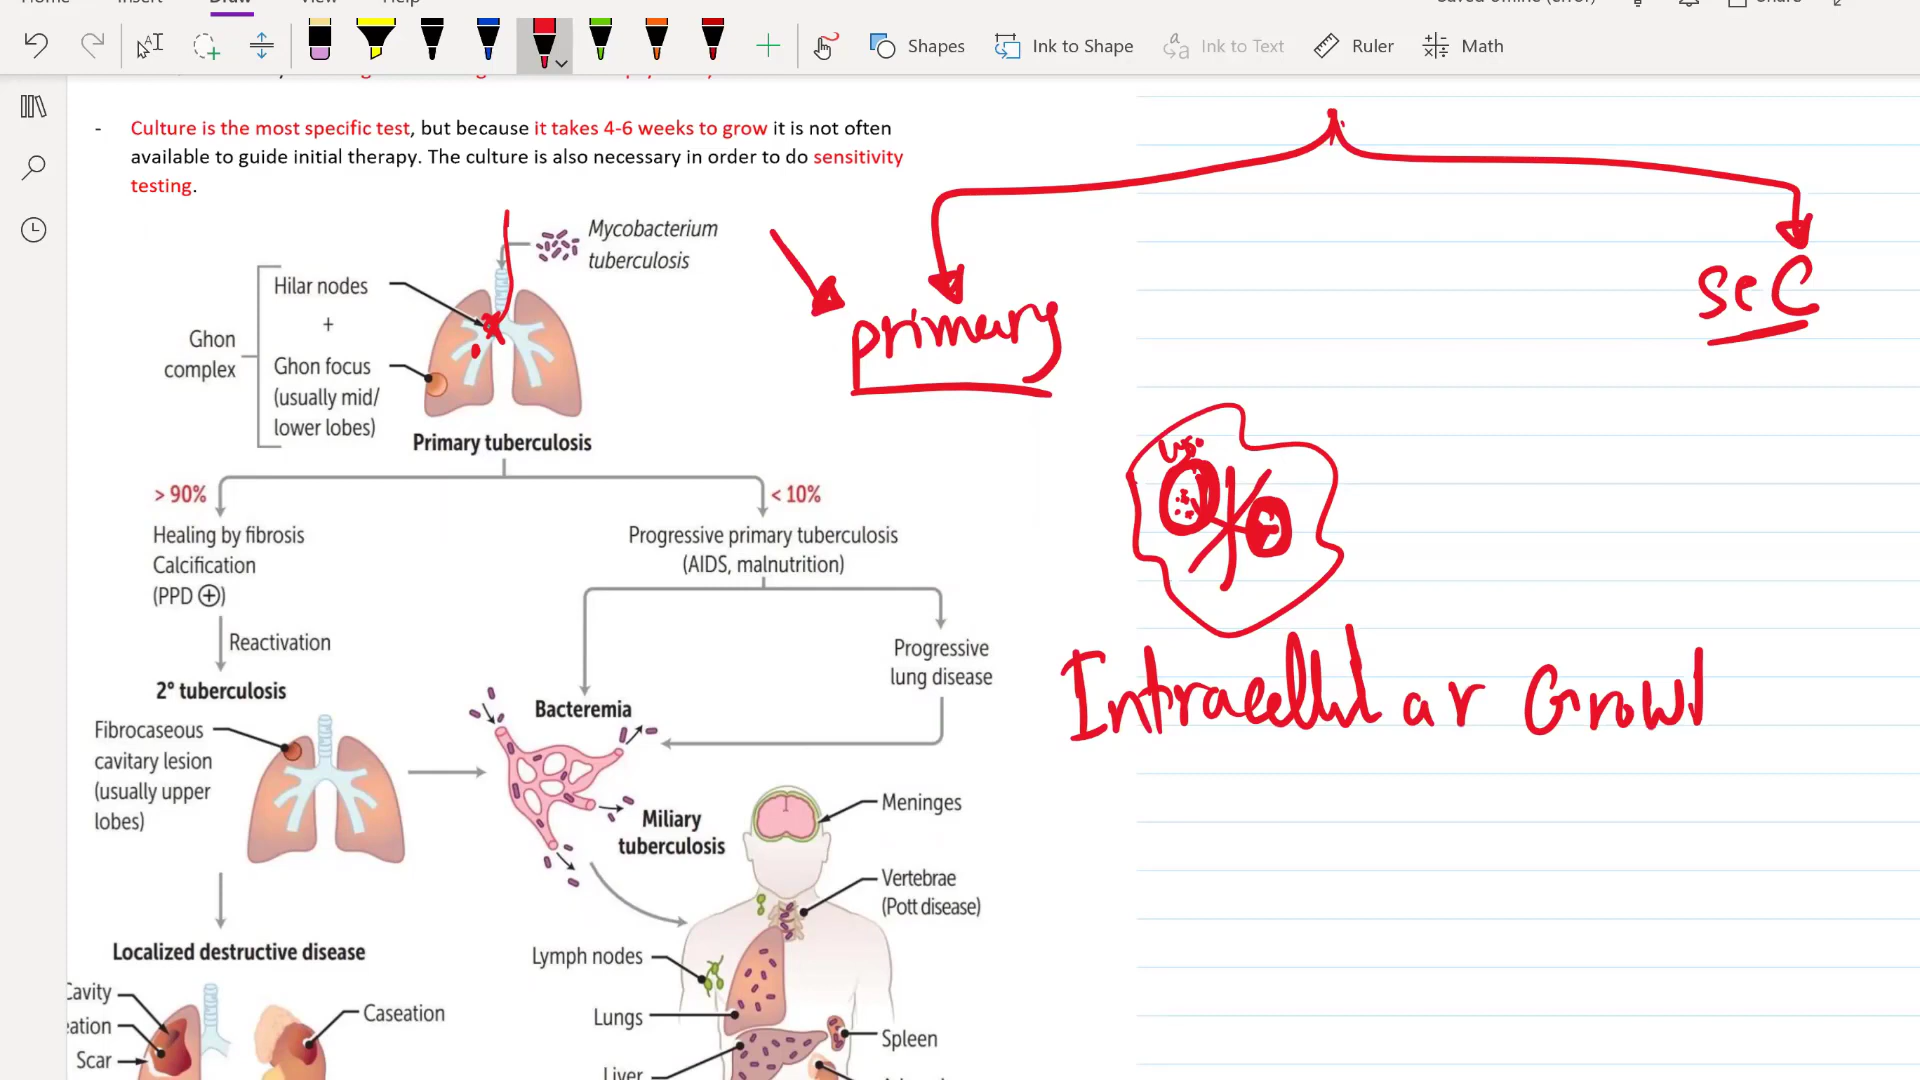 Draw
Help
Shapes
Ink to Shape
Ink to Text
Ruler
Math
- Culture is the most specific test, but because it takes 4-6 weeks to grow it is not often
available to guide initial therapy. The culture is also necessary in order to do sensitivity
testing.
Mycobacterium
tuberculosis
Hilar nodes
+
Ghon
complex
Ghon focus
(usually mid/
lower lobes)
Primary tuberculosis
primary
sec
> 90%
< 10%
Healing by fibrosis
Calcification
(PPD +)
Progressive primary tuberculosis
(AIDS, malnutrition)
Reactivation
Progressive
lung disease
2° tuberculosis
Bacteremia
Fibrocaseous
cavitary lesion
(usually upper
lobes)
Intracellular Growt
Miliary
tuberculosis
Meninges
Vertebrae
(Pott disease)
Localized destructive disease
Lymph nodes
Cavity
Caseation
Scar
Lungs
Spleen
Liver